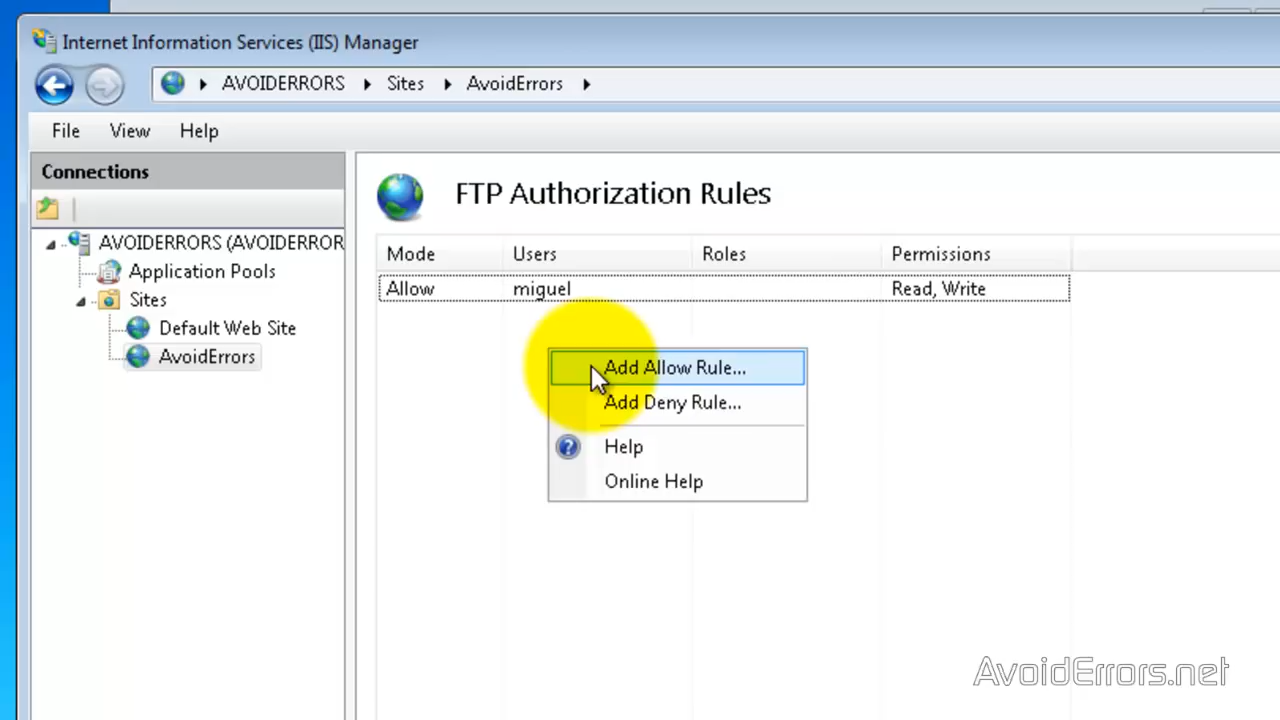 Internet Information Services (IIS) Manager
AVOIDERRORS Sites AvoidErrors
File View Help
Connections
FTP Authorization Rules
AVOIDERRORS (AVOIDERROR
Application Pools
Sites
Default Web Site
AvoidErrors
Mode Users Roles Permissions
Allow miguel Read, Write
Add Allow Rule...
Add Deny Rule...
Help
Online Help
AvoidErrors.net